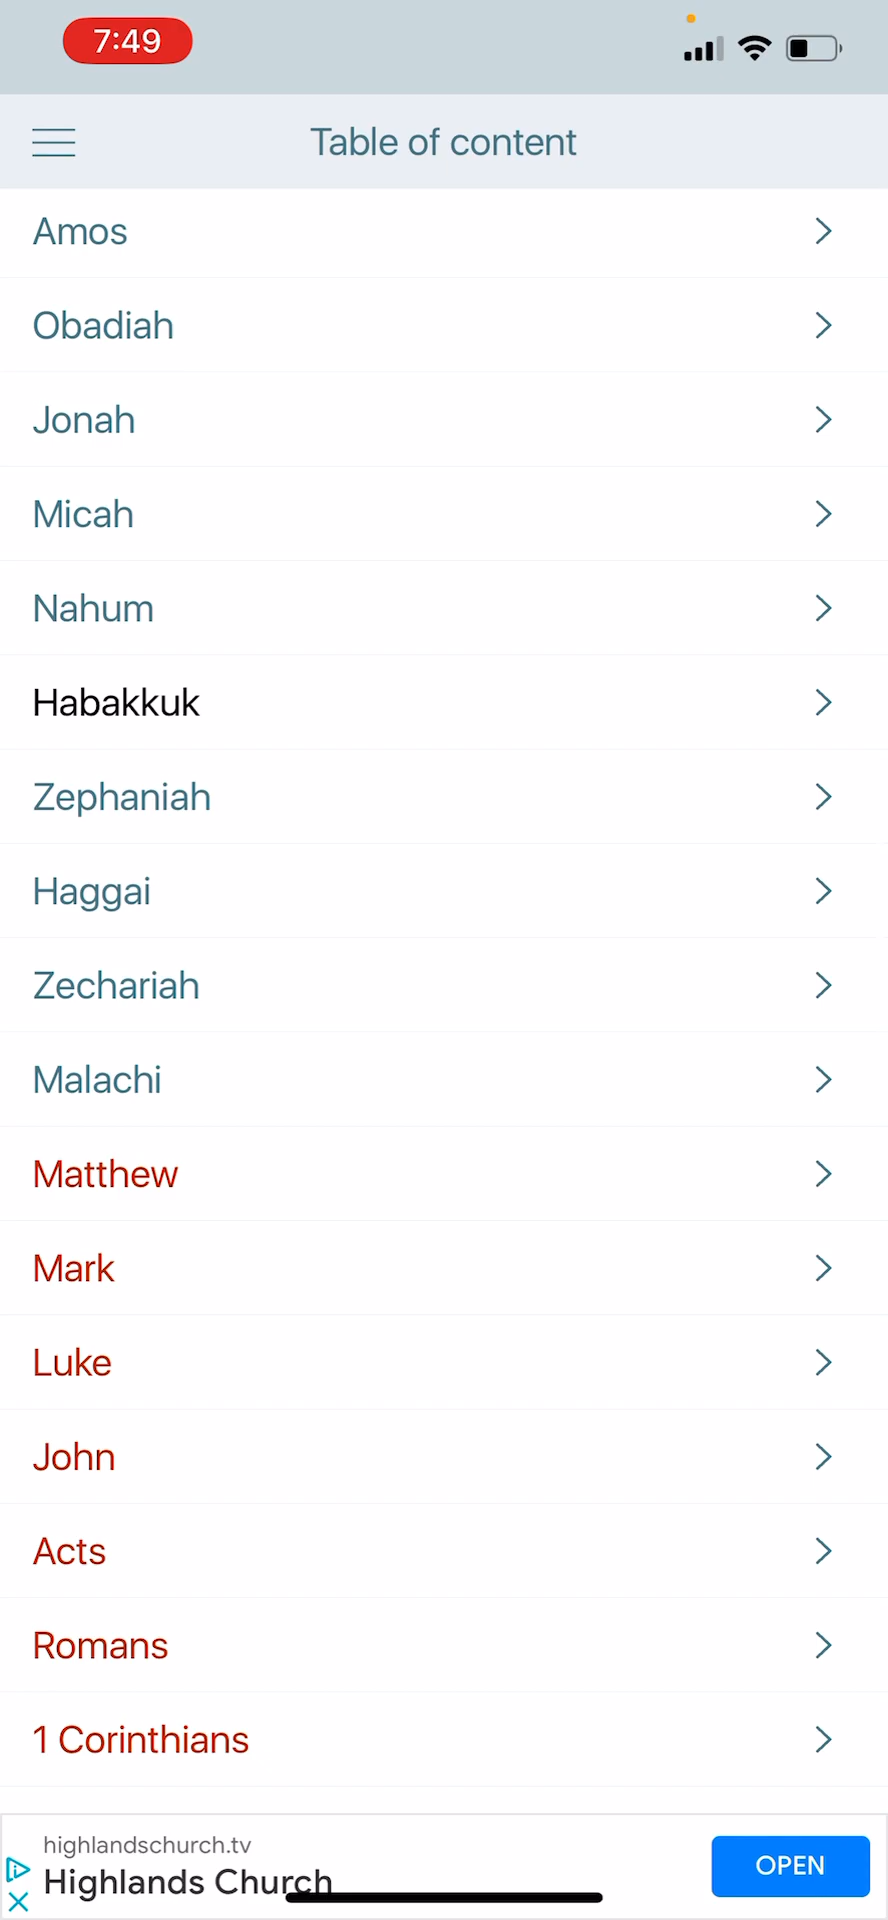 7:49
Table of content
Amos
Obadiah
Jonah
Micah
Nahum
Habakkuk
Zephaniah
Haggai
Zechariah
Malachi
Matthew
Mark
Luke
John
Acts
Romans
1 Corinthians
highlandschurch.tv
Highlands Church
OPEN